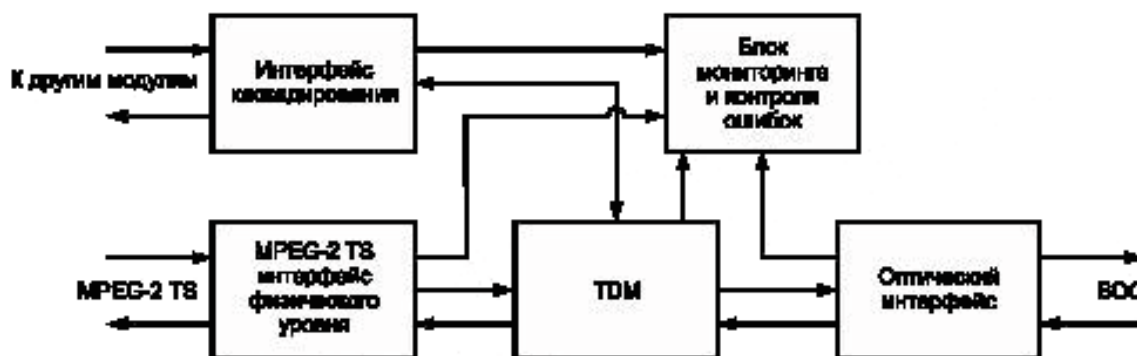 К другим модулям
Интерфейс
каскадирования
Блок
мониторинга
и контроля
ошибок
MPEG-2 TS
MPEG-2 TS
интерфейс
физического
уровня
TDM
Оптический
интерфейс
ВОС